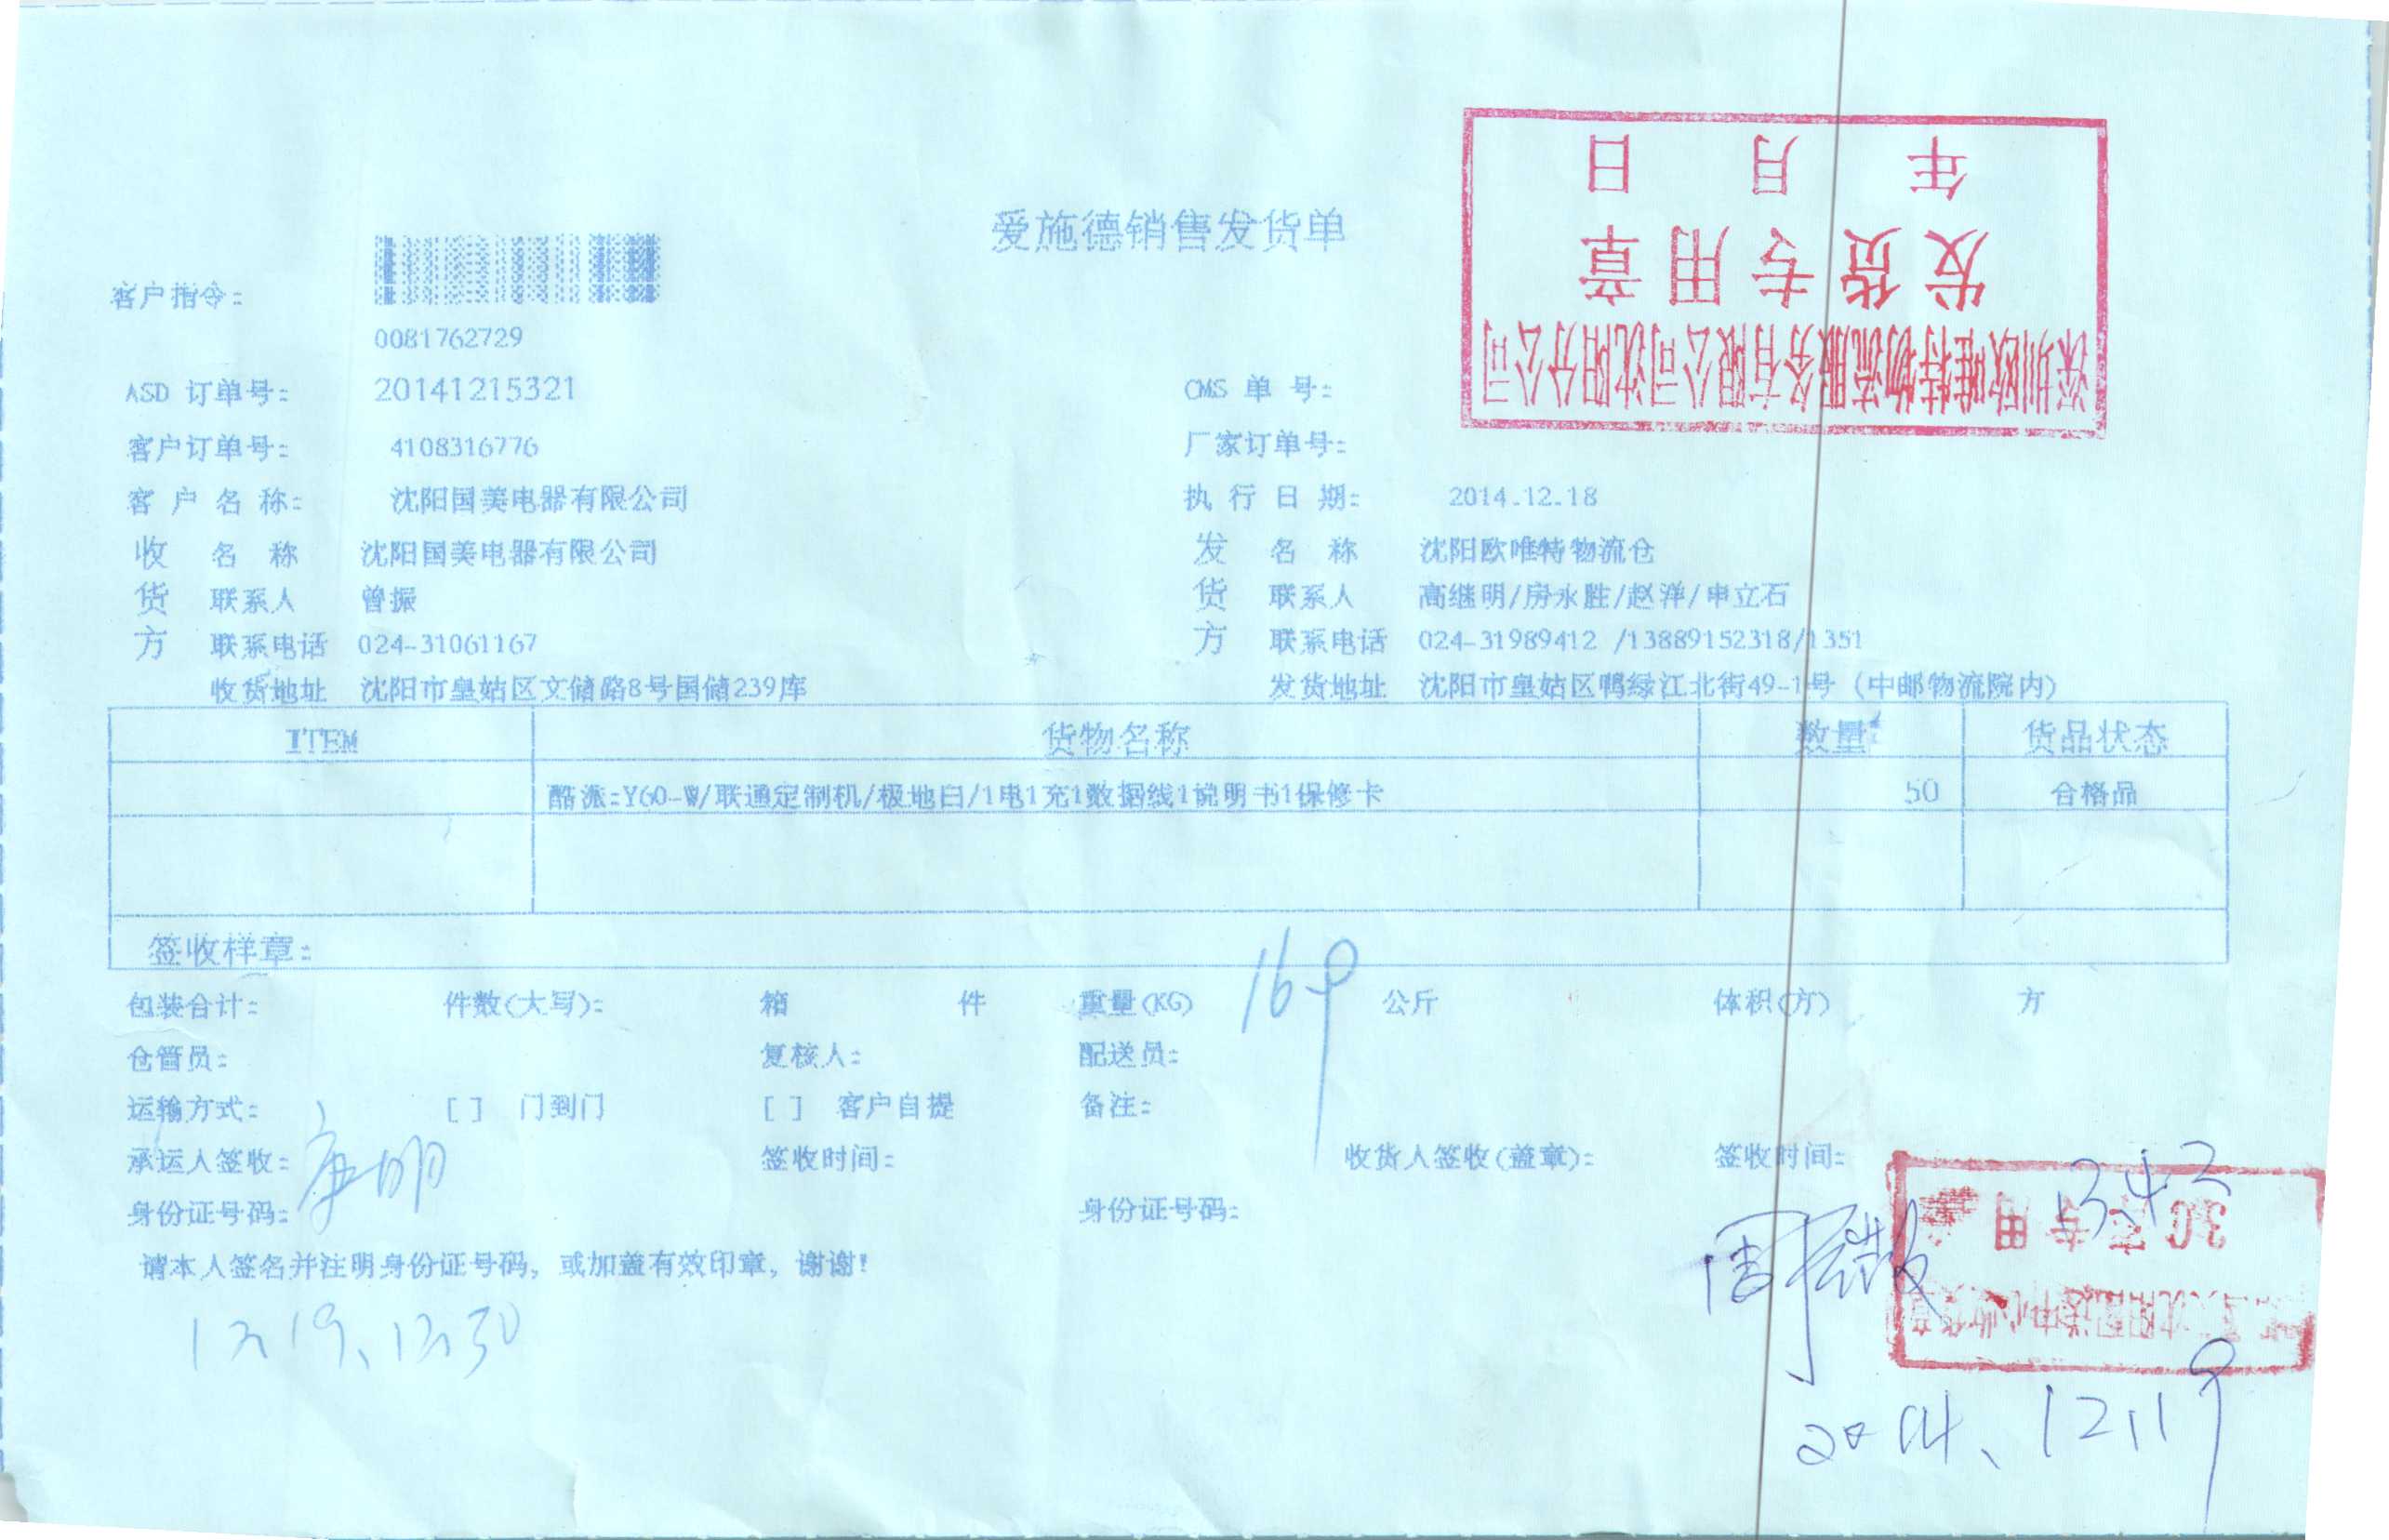 爱施德销售发货单
年 月 日
发货专用章
深圳欧唯特物流服务有限公司沈阳分公司
客户指令:
0081762729
ASD 订单号: 20141215321 CMS 单 号:
客户订单号: 4108316776 厂家订单号:
客 户 名 称: 沈阳国美电器有限公司 执 行 日 期: 2014.12.18
收 名 称 沈阳国美电器有限公司 发 名 称 沈阳欧唯特物流仓
货 联系人 曾振 货 联系人 高继明/房永胜/赵洋/申立石
方 联系电话 024-31061167 方 联系电话 024-31989412 /13889152318/1351
收货地址 沈阳市皇姑区文储路8号国储239库 发货地址 沈阳市皇姑区鸭绿江北街49-1号 (中邮物流院内)
ITEM 货物名称 数量 货品状态
酷派:Y60-W/联通定制机/极地白/1电1充1数据线1说明书1保修卡 50 合格品
签收样章:
包装合计: 件数(大写): 箱 件 重量(KG) 169 公斤 体积(方) 方
仓管员: 复核人: 配送员:
运输方式: [ ] 门到门 [ ] 客户自提 备注:
承运人签收: 签收时间: 收货人签收(盖章): 签收时间:
13.42
身份证号码: 身份证号码:
请本人签名并注明身份证号码, 或加盖有效印章, 谢谢!
2014、12.19